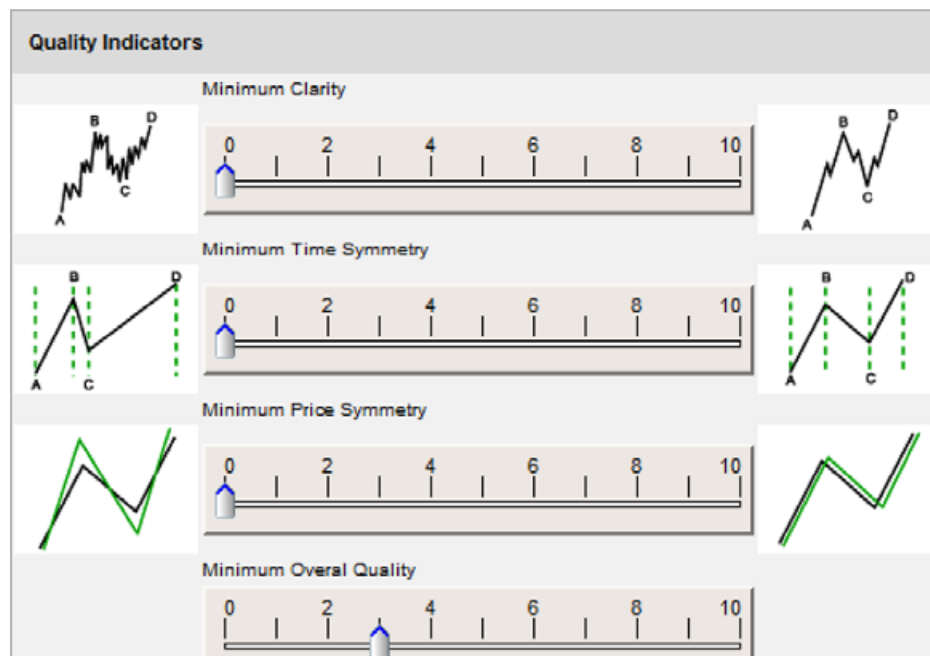 Quality Indicators
Minimum Clarity
B D
A C
0 2 4 6 8 10
B D
A C
Minimum Time Symmetry
B D
A C
0 2 4 6 8 10
B D
A C
Minimum Price Symmetry
0 2 4 6 8 10
Minimum Overal Quality
0 2 4 6 8 10